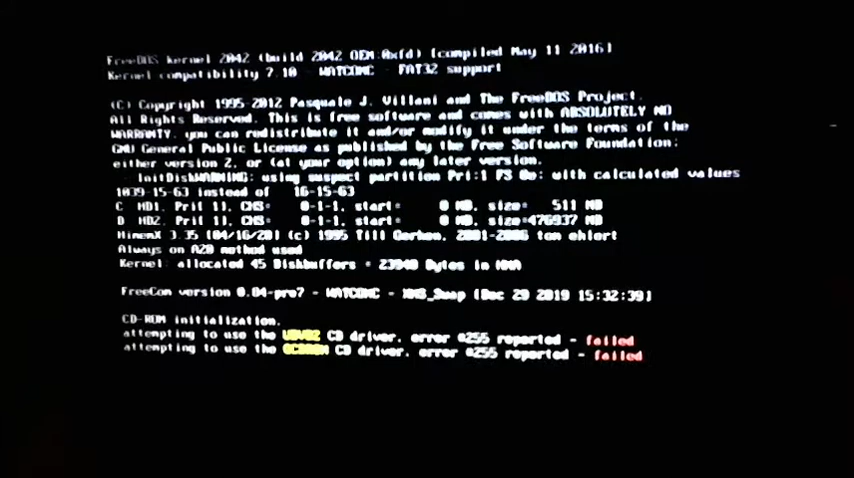 FreeDOS kernel 2042 (build 2042 OEM:0xfd) [compiled May 11 2016]
Kernel compatibility 7.10 - WATCOMC - FAT32 support
(C) Copyright 1995-2012 Pasquale J. Villani and The FreeDOS Project.
All Rights Reserved. This is free software and comes with ABSOLUTELY NO
WARRANTY; you can redistribute it and/or modify it under the terms of the
GNU General Public License as published by the Free Software Foundation;
either version 2, or (at your option) any later version.
- InitDiskWARNING: using suspect partition Pri:1 FS 0e: with calculated values
1039-15-63 instead of 16-15-63
C HD1, Pri[ 1], CHS= 0-1-1, start= 0 MB, size= 511 MB
D HD2, Pri[ 1], CHS= 0-1-1, start= 0 MB, size=476937 MB
HimemX 3.35 [04/16/20] (c) 1995 Till Gerken, 2001-2006 tom ehlert
Always on A20 method used
Kernel: allocated 45 Diskbuffers = 23940 Bytes in HMA
FreeCom version 0.84-pre7 - WATCOMC - XMS_Swap [Dec 29 2019 15:32:39]
CD-ROM initialization.
attempting to use the UDVD2 CD driver, error #255 reported - failed
attempting to use the GCDROM CD driver, error #255 reported - failed